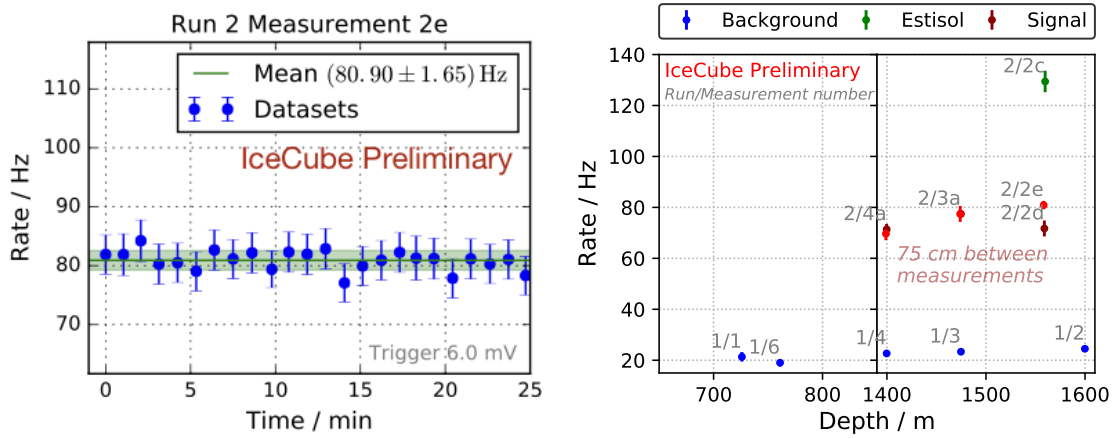 Run 2 Measurement 2e
Mean (80.90 ± 1.65) Hz
Datasets
IceCube Preliminary
Trigger 6.0 mV
Rate / Hz
110
100
90
80
70
0 5 10 15 20 25
Time / min
Background Estisol Signal
IceCube Preliminary
Run/Measurement number
2/2c
2/2e
2/3a
2/4a
2/2d
75 cm between
measurements
1/1
1/6
1/4
1/3
1/2
Rate / Hz
140
120
100
80
60
40
20
700 800 1400 1500 1600
Depth / m